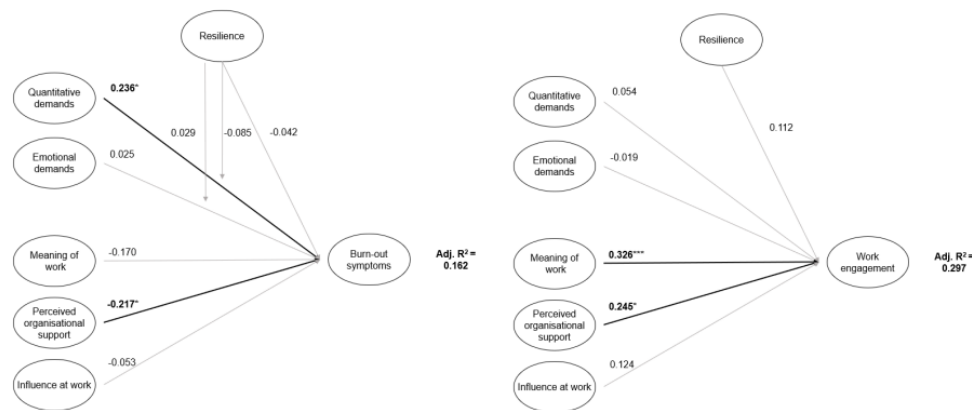 Resilience
Quantitative
demands
0.236*
0.029
-0.085
-0.042
Emotional
demands
0.025
Meaning of
work
-0.170
Burn-out
symptoms
Adj. R² =
0.162
Perceived
organisational
support
-0.217*
Influence at work
-0.053
Resilience
Quantitative
demands
0.054
0.112
Emotional
demands
-0.019
Meaning of
work
0.326***
Work
engagement
Adj. R² =
0.297
Perceived
organisational
support
0.245*
Influence at work
0.124